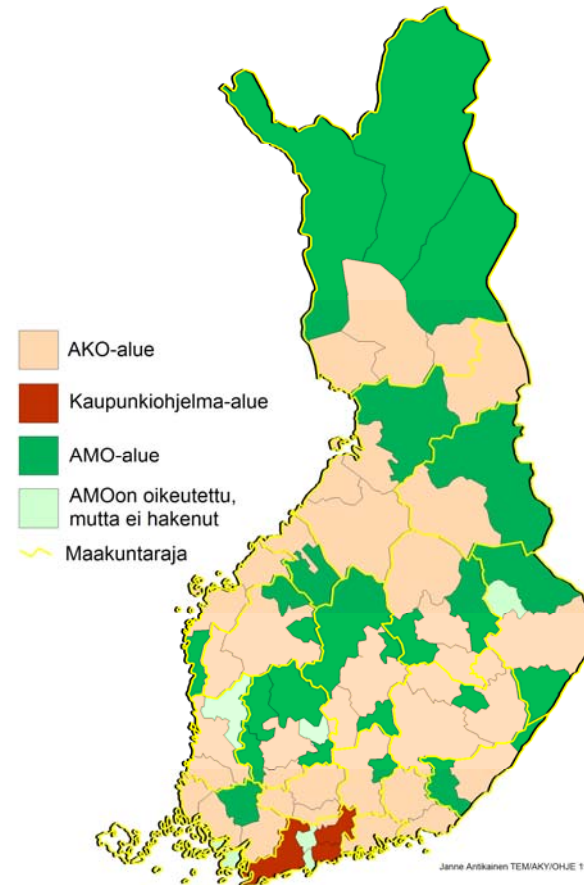 AKO-alue
Kaupunkiohjelma-alue
AMO-alue
AMOon oikeutettu,
mutta ei hakenut
Maakuntaraja
Janne Antikainen TEM/AKY/OHJE 1